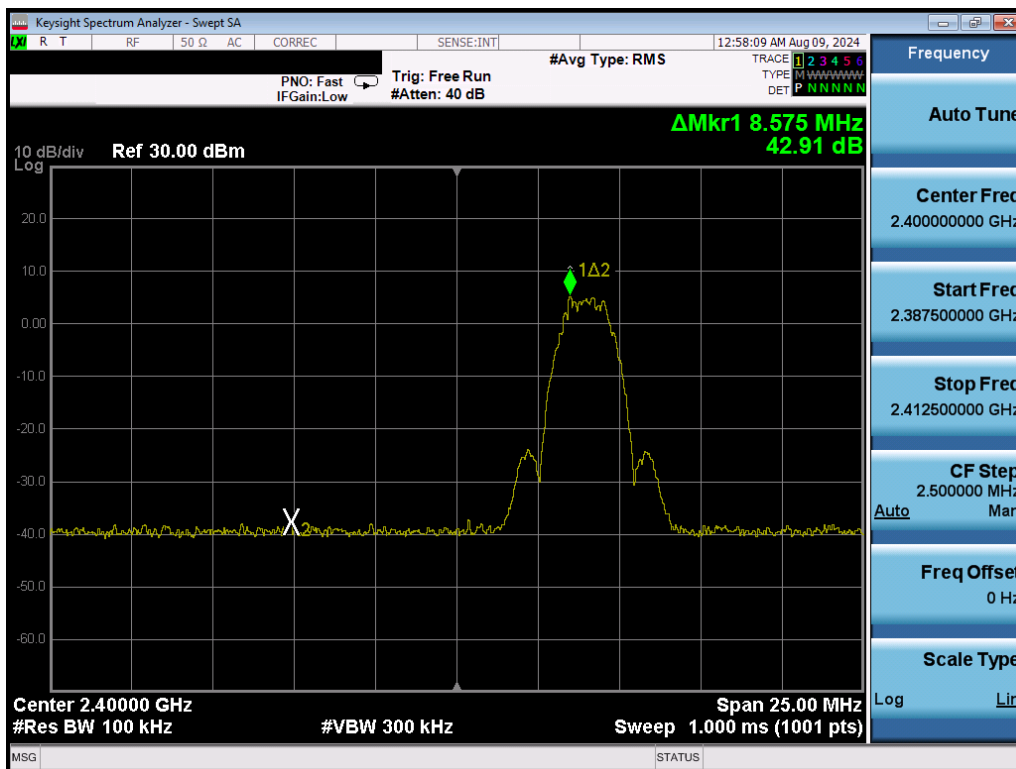 Keysight Spectrum Analyzer - Swept SA
LXI R T RF 50 Ω AC CORREC SENSE:INT 12:58:09 AM Aug 09, 2024
#Avg Type: RMS
TRACE 1 2 3 4 5 6
TYPE M W W W W W
DET P N N N N N
PNO: Fast
IFGain:Low
Trig: Free Run
#Atten: 40 dB
ΔMkr1 8.575 MHz
42.91 dB
10 dB/div Ref 30.00 dBm
Log
20.0
10.0
0.00
-10.0
-20.0
-30.0
-40.0
-50.0
-60.0
1Δ2
X2
Center 2.40000 GHz Span 25.00 MHz
#Res BW 100 kHz #VBW 300 kHz Sweep 1.000 ms (1001 pts)
MSG STATUS
Frequency
Auto Tune
Center Freq
2.400000000 GHz
Start Freq
2.387500000 GHz
Stop Freq
2.412500000 GHz
CF Step
2.500000 MHz
Auto Man
Freq Offset
0 Hz
Scale Type
Log Lin